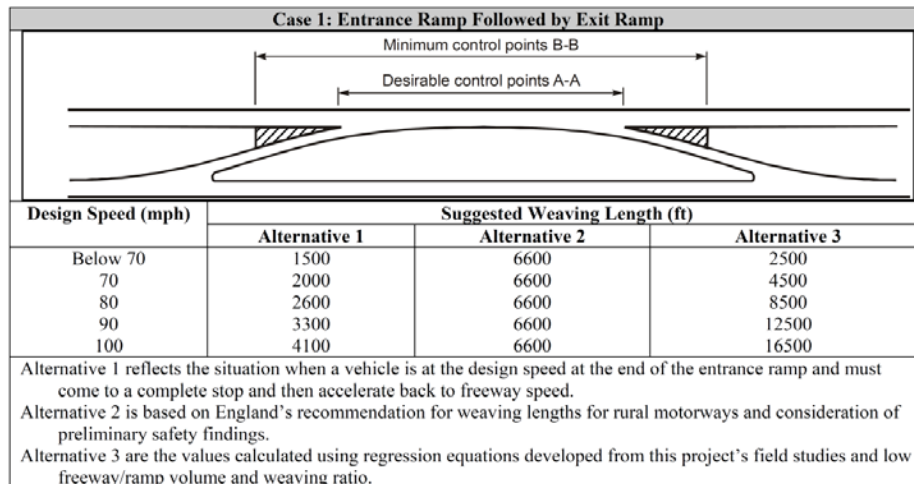 Case 1: Entrance Ramp Followed by Exit Ramp
Minimum control points B-B
Desirable control points A-A
Design Speed (mph) Suggested Weaving Length (ft)
Alternative 1 Alternative 2 Alternative 3
Below 70 1500 6600 2500
70 2000 6600 4500
80 2600 6600 8500
90 3300 6600 12500
100 4100 6600 16500
Alternative 1 reflects the situation when a vehicle is at the design speed at the end of the entrance ramp and must
come to a complete stop and then accelerate back to freeway speed.
Alternative 2 is based on England's recommendation for weaving lengths for rural motorways and consideration of
preliminary safety findings.
Alternative 3 are the values calculated using regression equations developed from this project's field studies and low
freeway/ramp volume and weaving ratio.